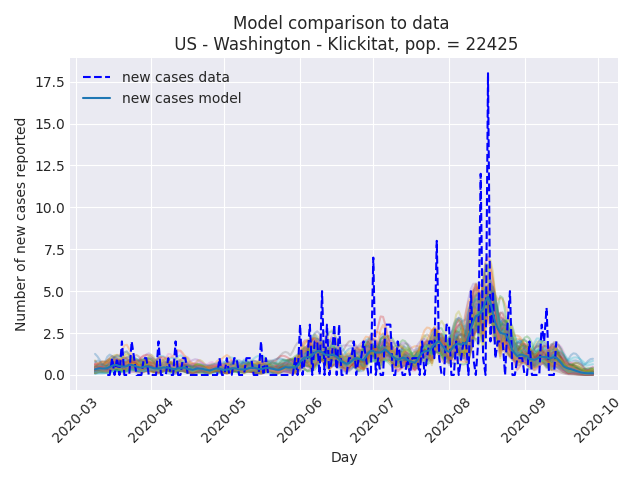 Model comparison to data
US - Washington - Klickitat, pop. = 22425
new cases data
new cases model
Number of new cases reported
17.5
15.0
12.5
10.0
7.5
5.0
2.5
0.0
2020-03
2020-04
2020-05
2020-06
2020-07
2020-08
2020-09
2020-10
Day